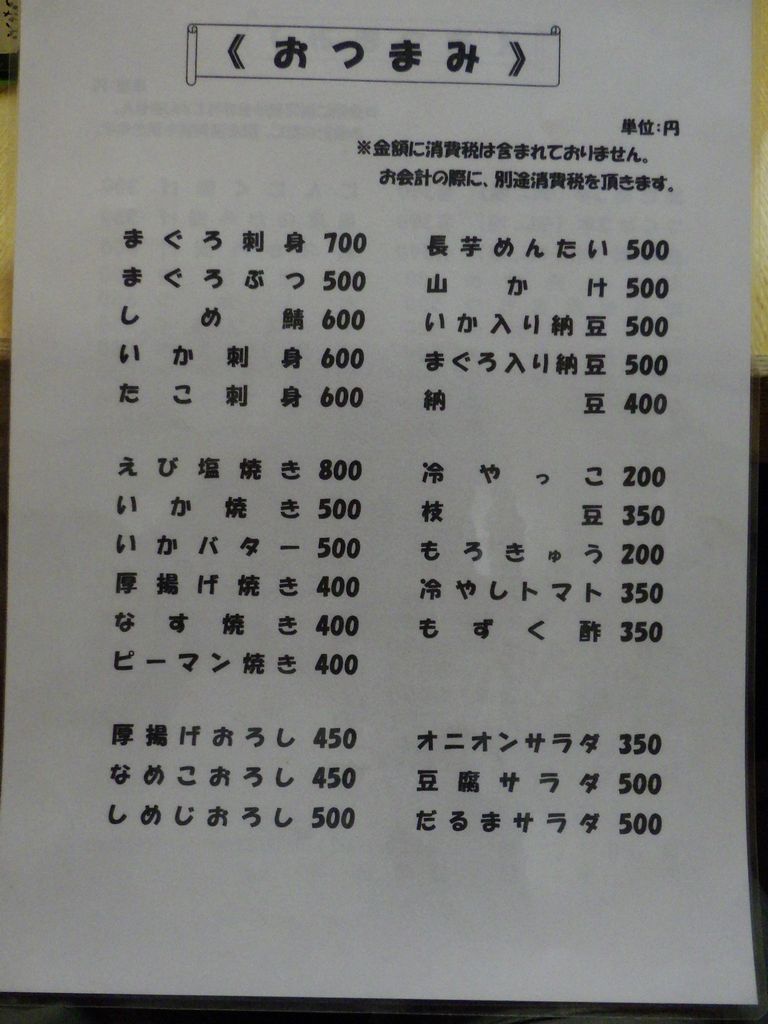 《おつまみ》
単位：円
※金額に消費税は含まれておりません。
お会計の際に、別途消費税を頂きます。
まぐろ刺身 700
まぐろぶつ 500
しめ鯖 600
いか刺身 600
たこ刺身 600
えび塩焼き 800
いか焼き 500
いかバター 500
厚揚げ焼き 400
なす焼き 400
ピーマン焼き 400
厚揚げおろし 450
なめこおろし 450
しめじおろし 500
長芋めんたい 500
山かけ 500
いか入り納豆 500
まぐろ入り納豆 500
納豆 400
冷やっこ 200
枝豆 350
もろきゅう 200
冷やしトマト 350
もずく酢 350
オニオンサラダ 350
豆腐サラダ 500
だるまサラダ 500